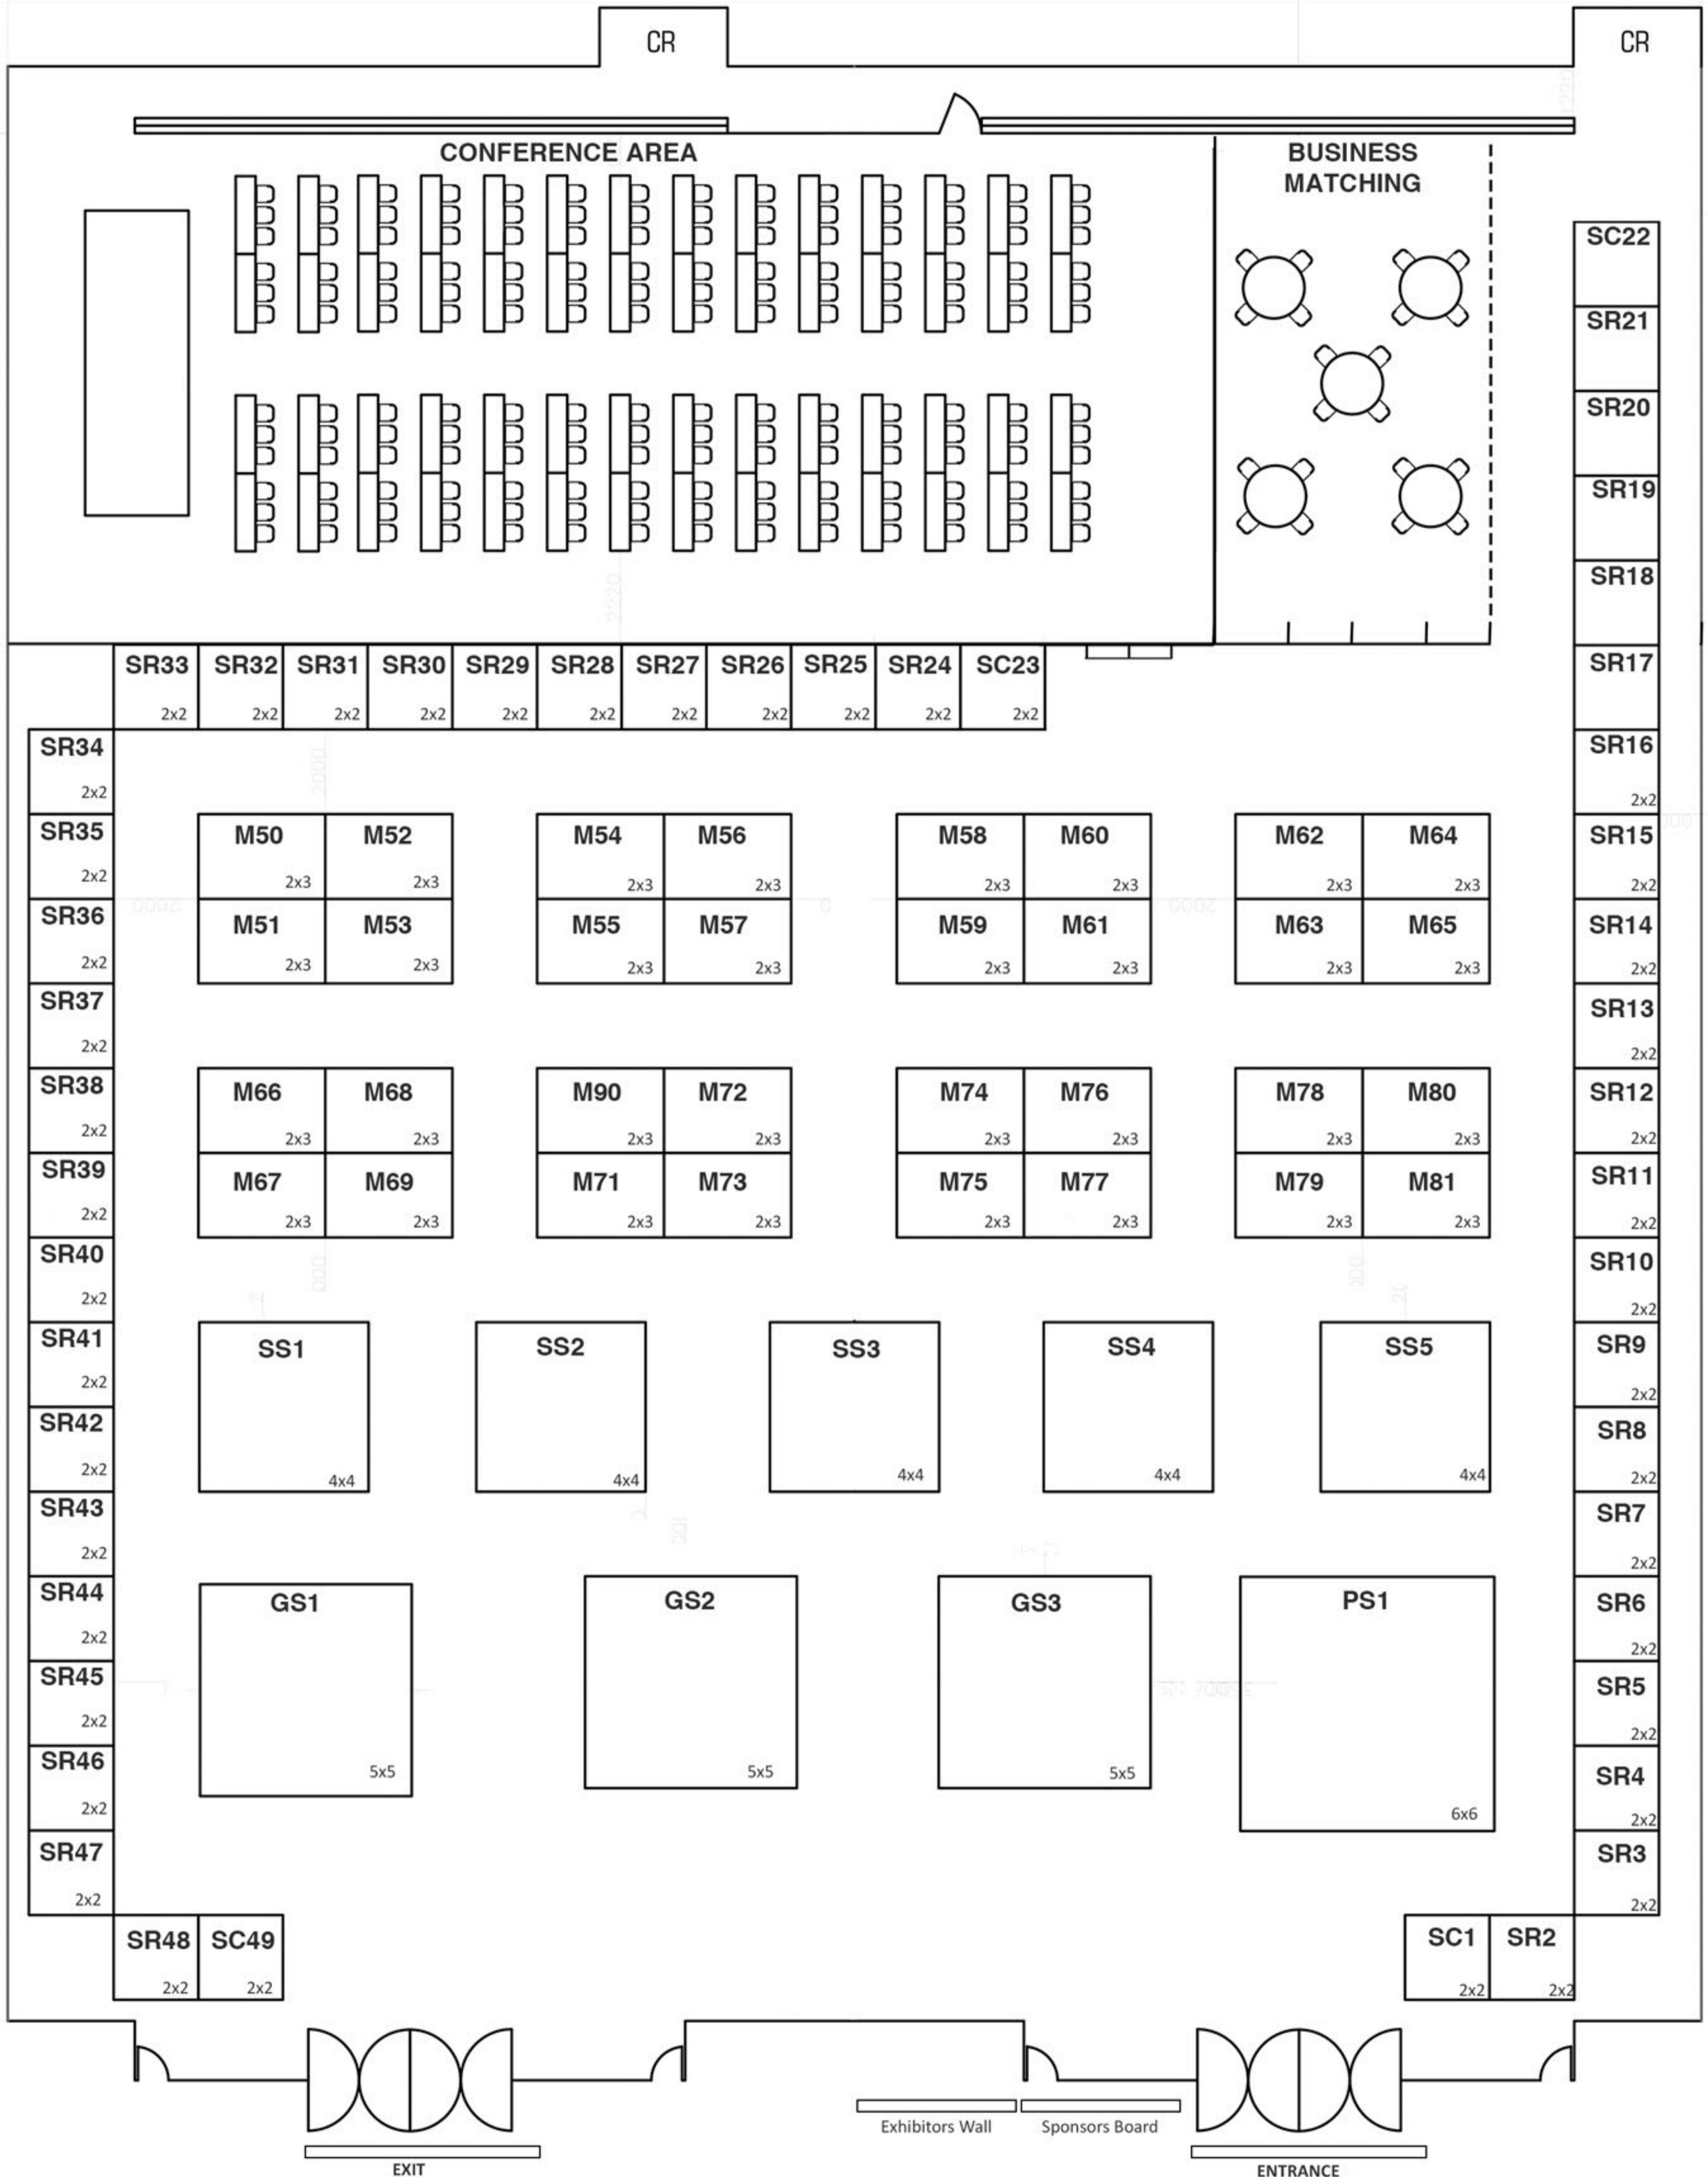 CR
CR
CONFERENCE AREA
BUSINESS
MATCHING
SC22
SR21
SR20
SR19
SR18
SR17
SR33 SR32 SR31 SR30 SR29 SR28 SR27 SR26 SR25 SR24 SC23
2x2 2x2 2x2 2x2 2x2 2x2 2x2 2x2 2x2 2x2 2x2
SR34 SR16
2x2 2x2
SR35 M50 M52 M54 M56 M58 M60 M62 M64 SR15
2x2 2x3 2x3 2x3 2x3 2x3 2x3 2x3 2x3 2x2
SR36 M51 M53 M55 M57 M59 M61 M63 M65 SR14
2x2 2x3 2x3 2x3 2x3 2x3 2x3 2x3 2x3 2x2
SR37 SR13
2x2 2x2
SR38 M66 M68 M90 M72 M74 M76 M78 M80 SR12
2x2 2x3 2x3 2x3 2x3 2x3 2x3 2x3 2x3 2x2
SR39 M67 M69 M71 M73 M75 M77 M79 M81 SR11
2x2 2x3 2x3 2x3 2x3 2x3 2x3 2x3 2x3 2x2
SR40 SR10
2x2 2x2
SR41 SS1 SS2 SS3 SS4 SS5 SR9
2x2 2x2
SR42 SR8
2x2 4x4 4x4 4x4 4x4 4x4 2x2
SR43 SR7
2x2 2x2
SR44 GS1 GS2 GS3 PS1 SR6
2x2 2x2
SR45 SR5
2x2 2x2
SR46 5x5 5x5 5x5 SR4
2x2 6x6 2x2
SR47 SR3
2x2 2x2
SR48 SC49 SC1 SR2
2x2 2x2 2x2 2x2
Exhibitors Wall Sponsors Board
EXIT ENTRANCE